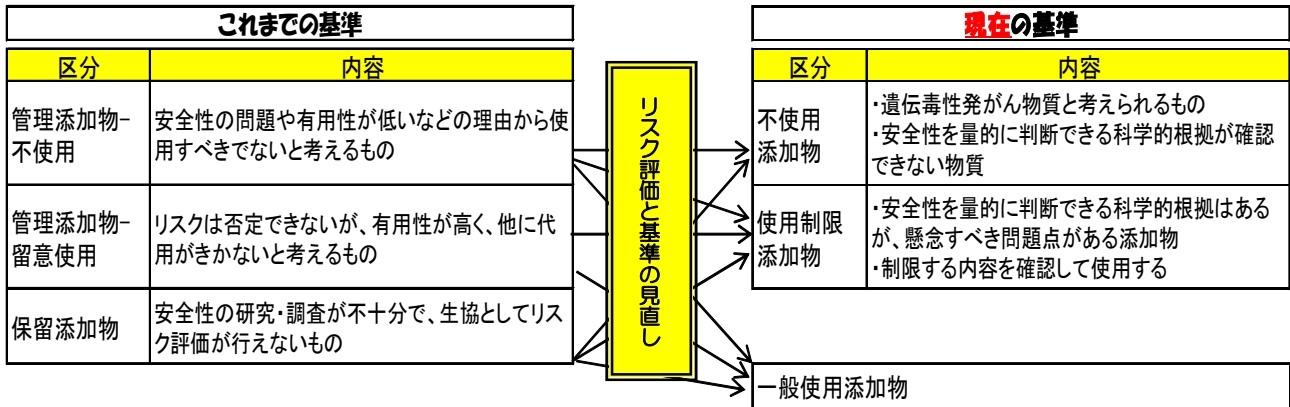 これまでの基準
区分
内容
管理添加物-
不使用
安全性の問題や有用性が低いなどの理由から使
用すべきでないと考えるもの
管理添加物-
留意使用
リスクは否定できないが、有用性が高く、他に代
用がきかないと考えるもの
保留添加物
安全性の研究・調査が不十分で、生協としてリス
ク評価が行えないもの
リスク評価と基準の見直し
現在の基準
区分
内容
不使用
添加物
・遺伝毒性発がん物質と考えられるもの
・安全性を量的に判断できる科学的根拠が確認
できない物質
使用制限
添加物
・安全性を量的に判断できる科学的根拠はある
が、懸念すべき問題点がある添加物
・制限する内容を確認して使用する
一般使用添加物